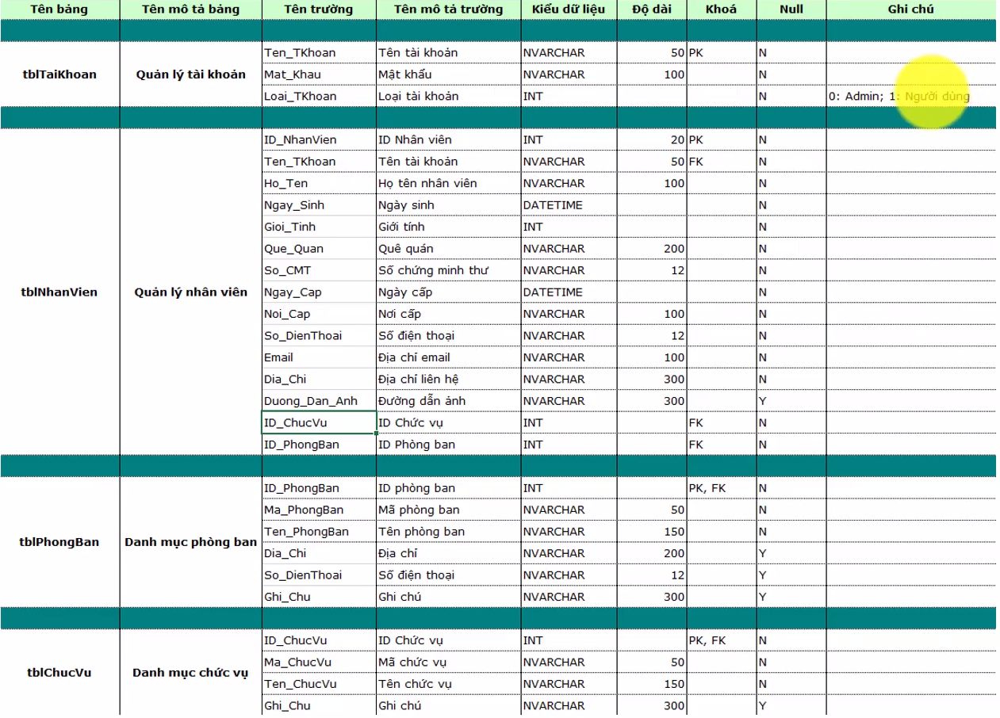 Tên bảng Tên mô tả bảng Tên trường Tên mô tả trường Kiểu dữ liệu Độ dài Khoá Null Ghi chú
Ten_TKhoan Tên tài khoản NVARCHAR 50 PK N
tblTaiKhoan Quản lý tài khoản Mat_Khau Mật khẩu NVARCHAR 100 N
Loai_TKhoan Loại tài khoản INT N 0: Admin; 1: Người dùng
ID_NhanVien ID Nhân viên INT 20 PK N
Ten_TKhoan Tên tài khoản NVARCHAR 50 FK N
Ho_Ten Họ tên nhân viên NVARCHAR 100 N
Ngay_Sinh Ngày sinh DATETIME N
Gioi_Tinh Giới tính INT N
Que_Quan Quê quán NVARCHAR 200 N
So_CMT Số chứng minh thư NVARCHAR 12 N
tblNhanVien Quản lý nhân viên Ngay_Cap Ngày cấp DATETIME N
Noi_Cap Nơi cấp NVARCHAR 100 N
So_DienThoai Số điện thoại NVARCHAR 12 N
Email Địa chỉ email NVARCHAR 100 N
Dia_Chi Địa chỉ liên hệ NVARCHAR 300 N
Duong_Dan_Anh Đường dẫn ảnh NVARCHAR 300 Y
ID_ChucVu ID Chức vụ INT FK N
ID_PhongBan ID Phòng ban INT FK N
ID_PhongBan ID phòng ban INT PK, FK N
Ma_PhongBan Mã phòng ban NVARCHAR 50 N
Ten_PhongBan Tên phòng ban NVARCHAR 150 N
tblPhongBan Danh mục phòng ban
Dia_Chi Địa chỉ NVARCHAR 200 Y
So_DienThoai Số điện thoại NVARCHAR 12 Y
Ghi_Chu Ghi chú NVARCHAR 300 Y
ID_ChucVu ID Chức vụ INT PK, FK N
Ma_ChucVu Mã chức vụ NVARCHAR 50 N
tblChucVu Danh mục chức vụ
Ten_ChucVu Tên chức vụ NVARCHAR 150 N
Ghi_Chu Ghi chú NVARCHAR 300 Y